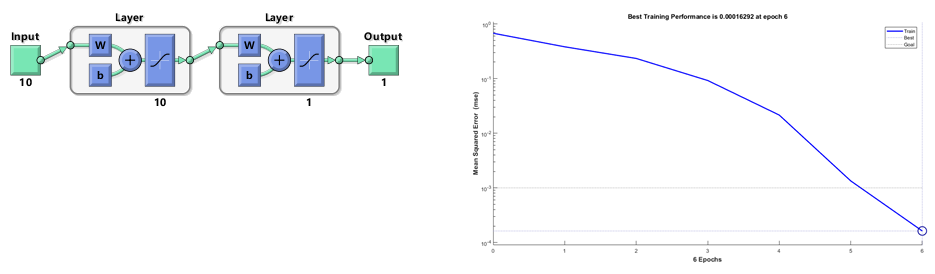 Layer Layer
Input Output
W W
b b
+ +
10 1
10 1
Best Training Performance is 0.00016292 at epoch 6
Train
Best
Goal
Mean Squared Error (mse)
10^0
10^-1
10^-2
10^-3
10^-4
0 1 2 3 4 5 6
6 Epochs